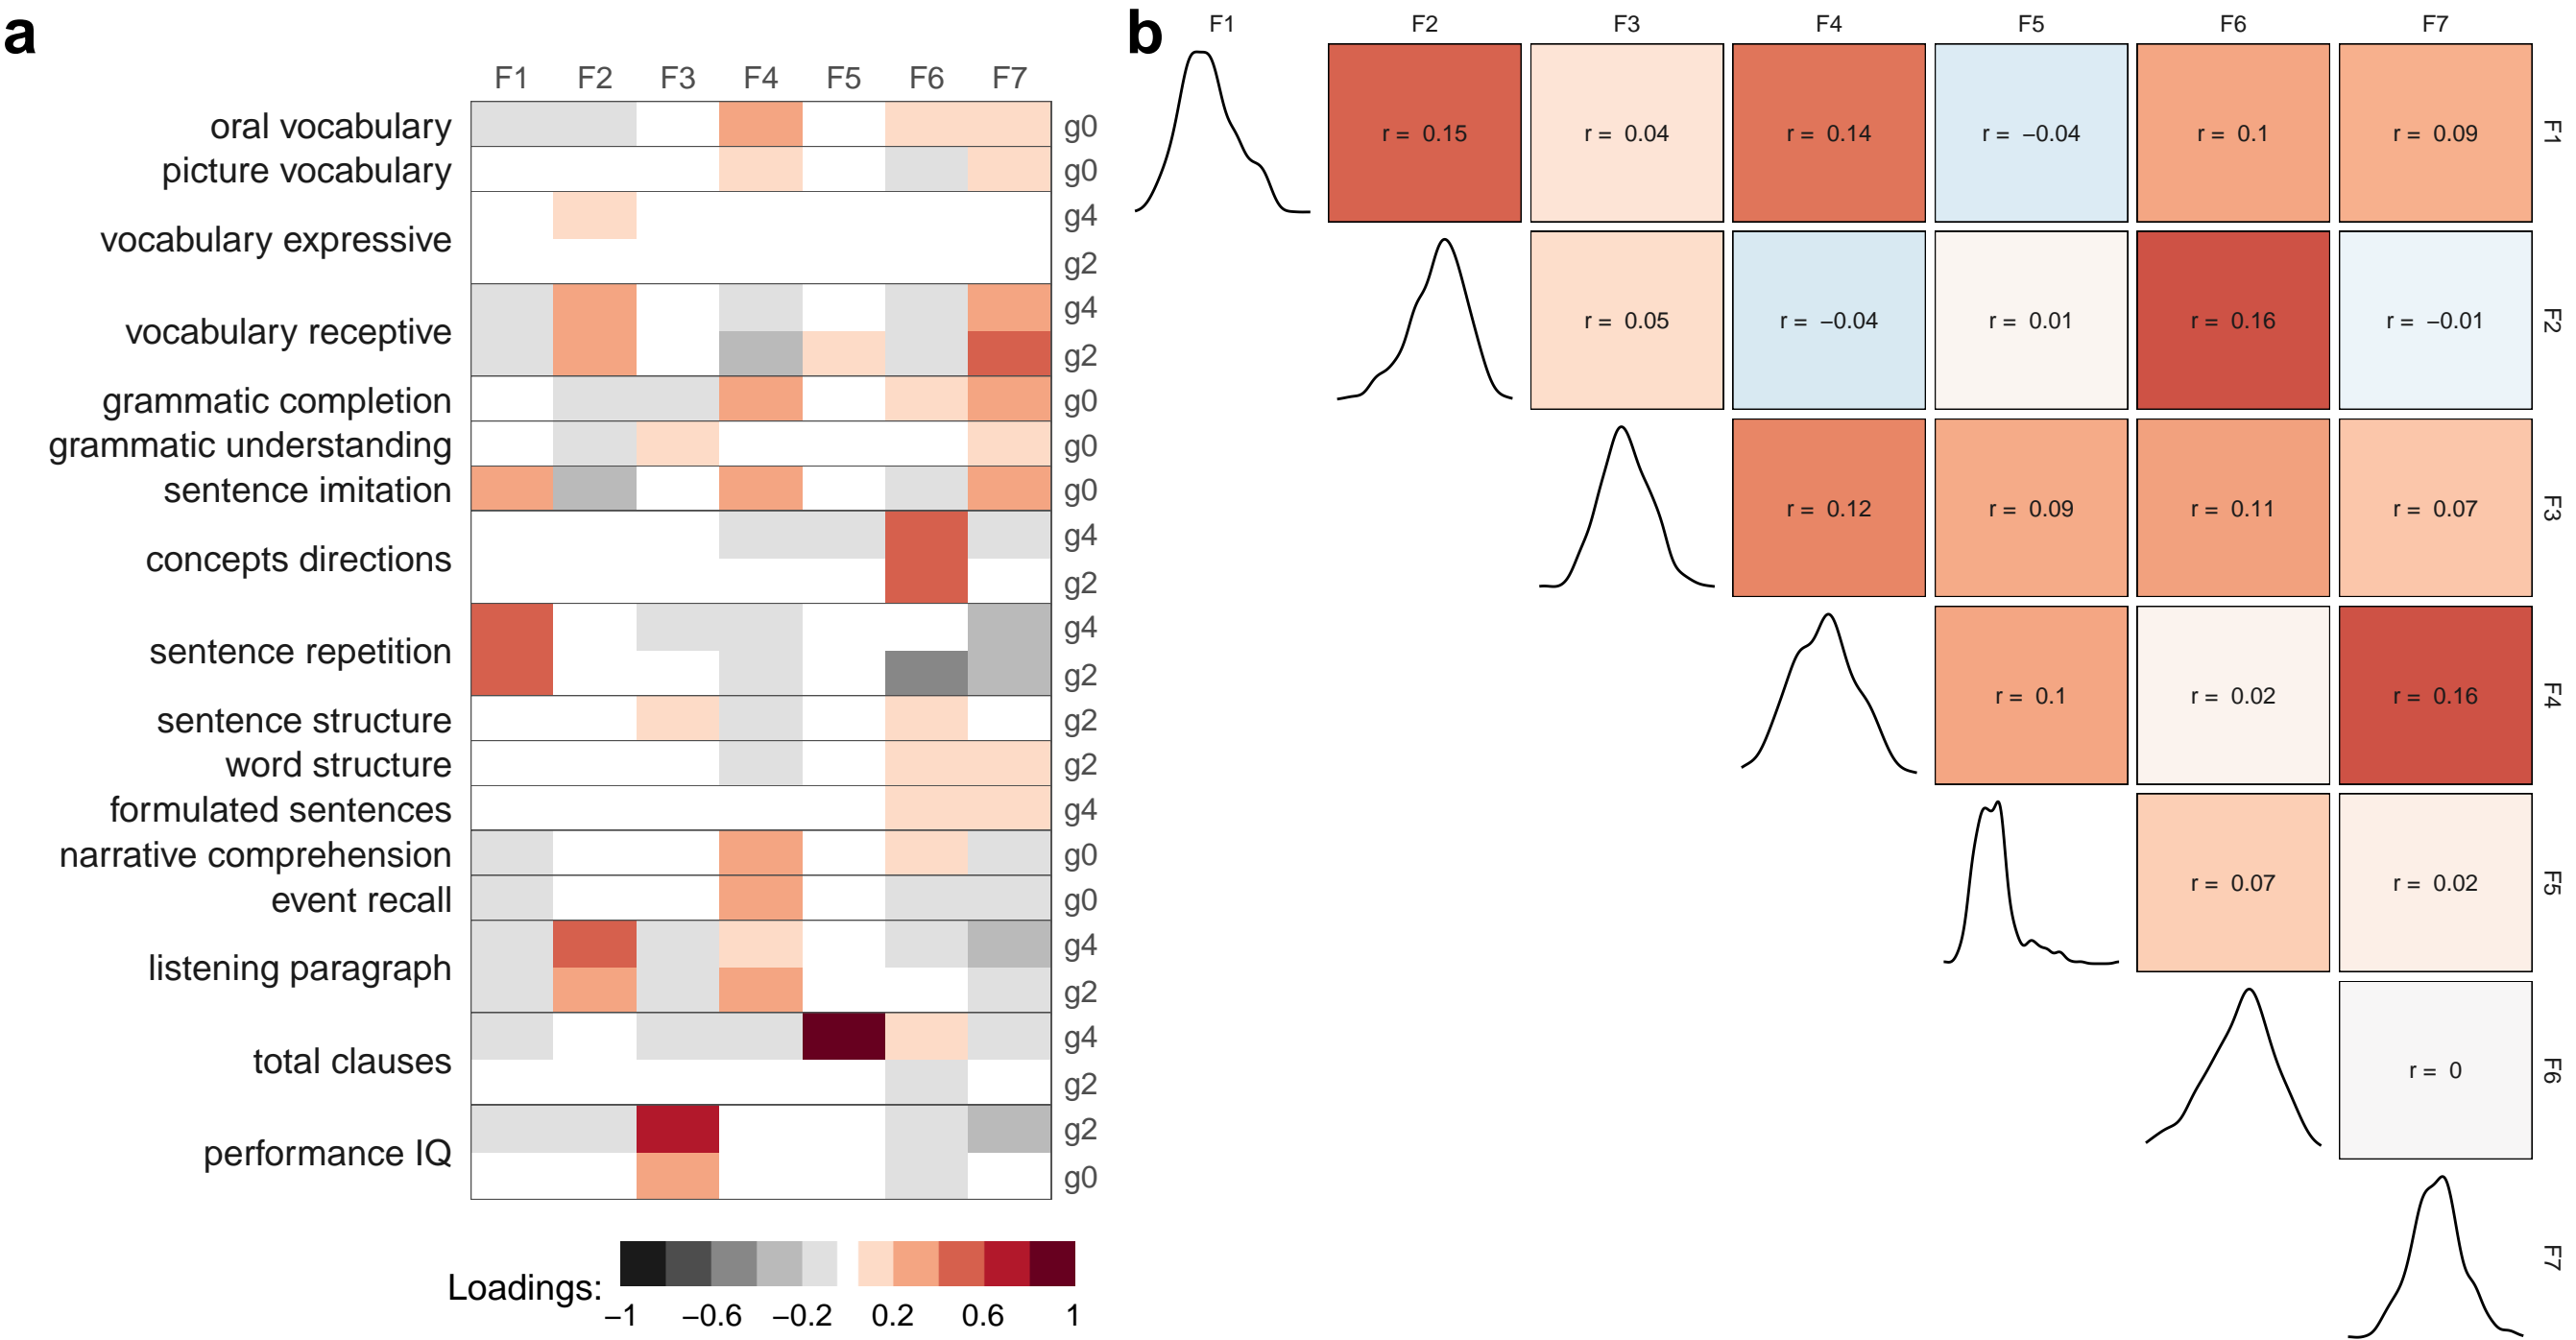 a
F1 F2 F3 F4 F5 F6 F7
oral vocabulary g0
picture vocabulary g0
vocabulary expressive g4
g2
vocabulary receptive g4
g2
grammatic completion g0
grammatic understanding g0
sentence imitation g0
concepts directions g4
g2
sentence repetition g4
g2
sentence structure g2
word structure g2
formulated sentences g4
narrative comprehension g0
event recall g0
listening paragraph g4
g2
total clauses g4
g2
performance IQ g2
g0
Loadings:
−1 −0.6 −0.2 0.2 0.6 1
b
F1 F2 F3 F4 F5 F6 F7
r = 0.15 r = 0.04 r = 0.14 r = −0.04 r = 0.1 r = 0.09 F1
r = 0.05 r = −0.04 r = 0.01 r = 0.16 r = −0.01 F2
r = 0.12 r = 0.09 r = 0.11 r = 0.07 F3
r = 0.1 r = 0.02 r = 0.16 F4
r = 0.07 r = 0.02 F5
r = 0 F6
F7